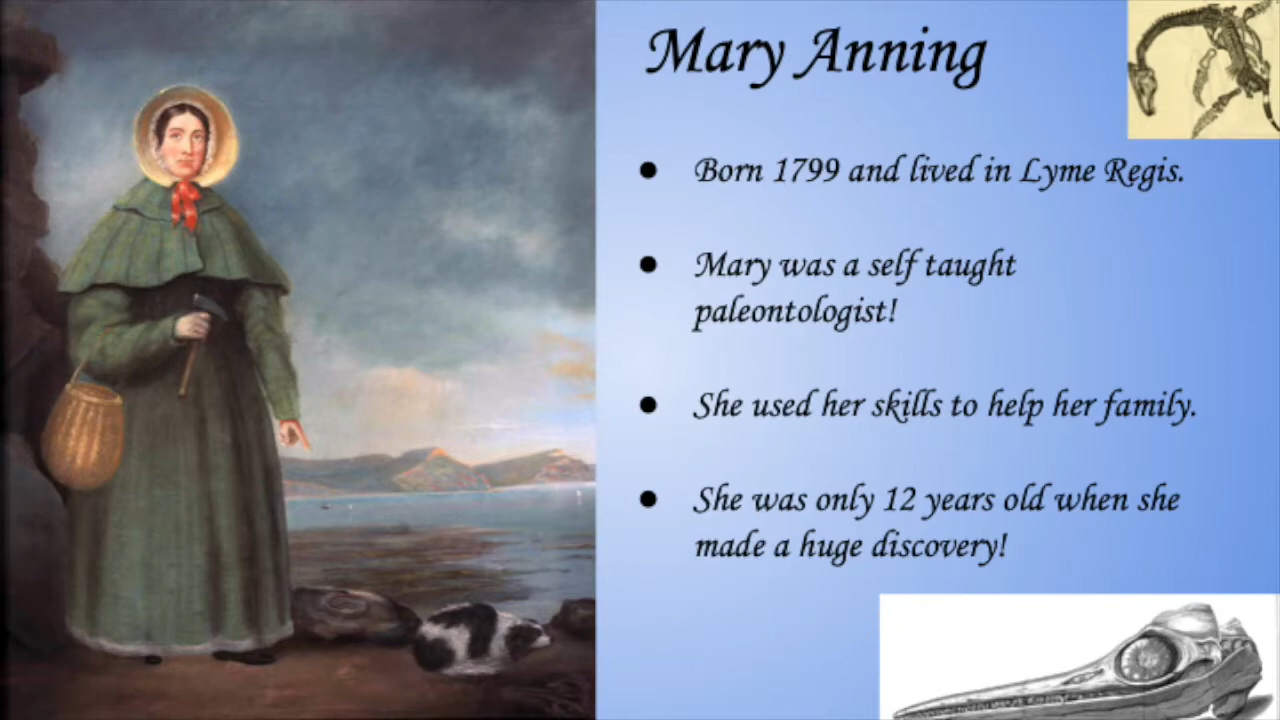 Mary Anning
● Born 1799 and lived in Lyme Regis.
● Mary was a self taught
paleontologist!
● She used her skills to help her family.
● She was only 12 years old when she
made a huge discovery!